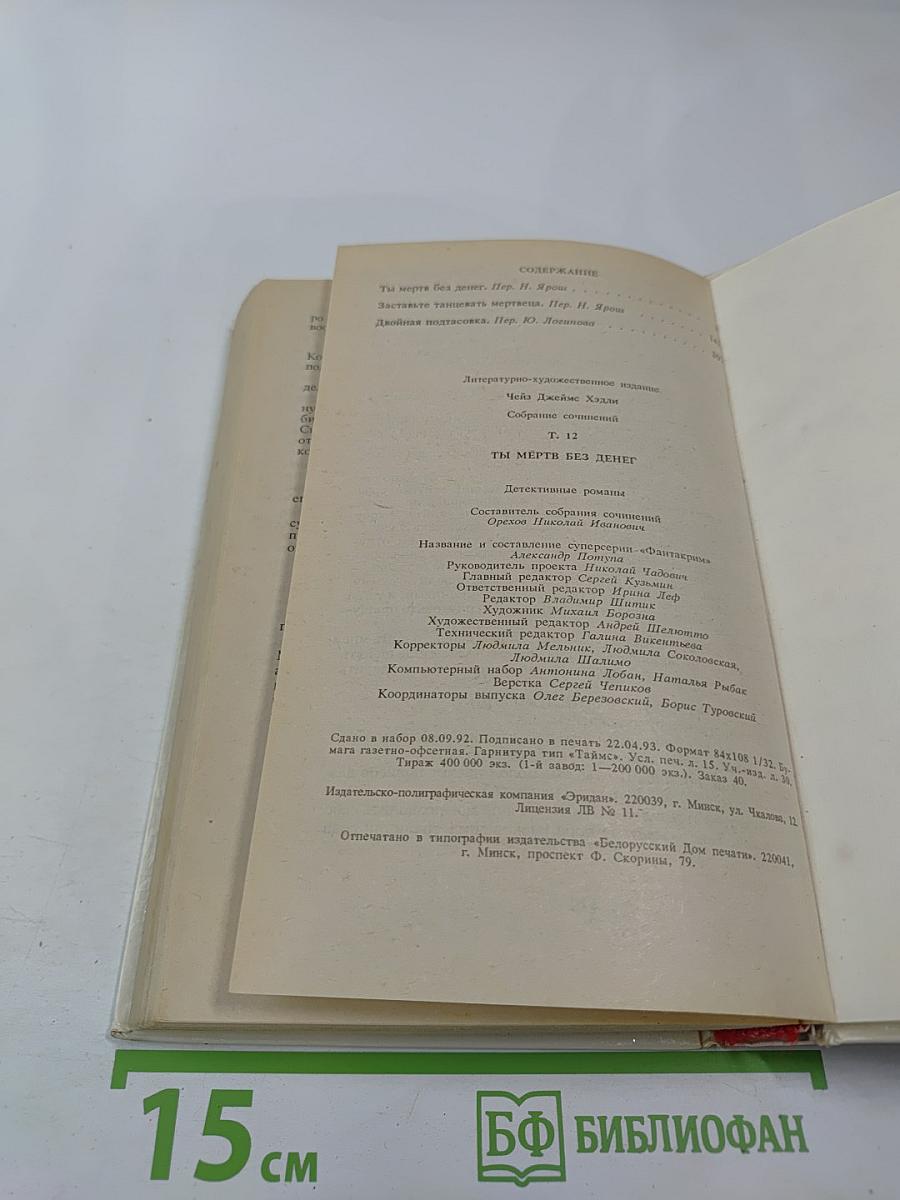 СОДЕРЖАНИЕ
Ты мертв без денег. Пер. Н. Ярош
Заставьте танцевать мертвеца. Пер. Н. Ярош
Двойная подтасовка. Пер. Ю. Логинова
Литературно-художественное издание
Чейз Джеймс Хэдли
Собрание сочинений
Т. 12
ТЫ МЁРТВ БЕЗ ДЕНЕГ
Детективные романы
Составитель собрания сочинений
Орехов Николай Иванович
Название и составление суперсерии «Фантакрим»
Александр Потупа
Руководитель проекта Николай Чадович
Главный редактор Сергей Кузьмин
Ответственный редактор Ирина Леф
Редактор Владимир Шитик
Художник Михаил Борозна
Художественный редактор Андрей Шелютто
Технический редактор Галина Викентьева
Корректоры Людмила Мельник, Людмила Соколовская,
Людмила Шалимо
Компьютерный набор Антонина Лобан, Наталья Рыбак
Верстка Сергей Чепиков
Координаторы выпуска Олег Березовский, Борис Туровский
Сдано в набор 08.09.92. Подписано в печать 22.04.93. Формат 84х108 1/32. Бу-
мага газетно-офсетная. Гарнитура тип «Таймс». Усл. печ. л. 15. Уч.-изд. л. 30.
Тираж 400 000 экз. (1-й завод: 1—200 000 экз.). Заказ 40.
Издательско-полиграфическая компания «Эридан». 220039, г. Минск, ул. Чкалова, 12.
Лицензия ЛВ № 11.
Отпечатано в типографии издательства «Белорусский Дом печати». 220041,
г. Минск, проспект Ф. Скорины, 79.
15 см
БФ БИБЛИОФАН